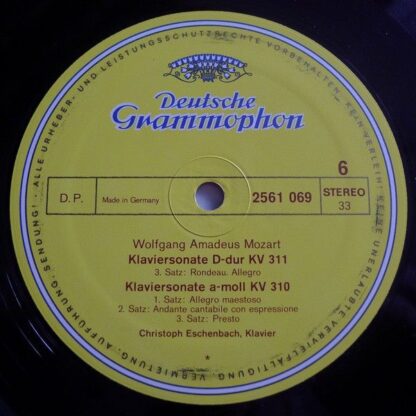 ALLE URHEBER- UND LEISTUNGSSCHUTZRECHTE VORBEHALTEN. KEIN VERLEIH! KEINE UNERLAUBTE VERVIELFÄLTIGUNG, VERMIETUNG, AUFFÜHRUNG, SENDUNG!
Deutsche
Grammophon
6
D. P.
Made in Germany
2561 069
STEREO
33
Wolfgang Amadeus Mozart
Klaviersonate D-dur KV 311
3. Satz: Rondeau. Allegro
Klaviersonate a-moll KV 310
1. Satz: Allegro maestoso
2. Satz: Andante cantabile con espressione
3. Satz: Presto
Christoph Eschenbach, Klavier
*